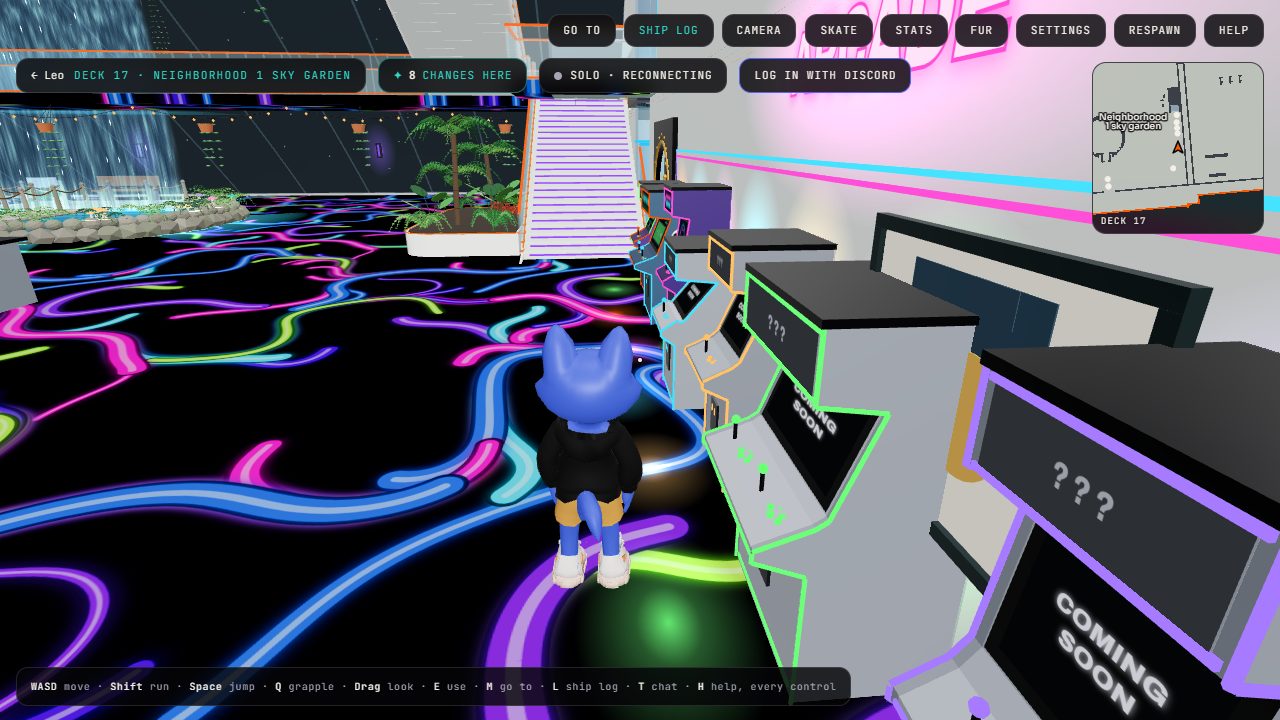 GO TO
SHIP LOG
CAMERA
SKATE
STATS
FUR
SETTINGS
RESPAWN
HELP
← Leo DECK 17 · NEIGHBORHOOD 1 SKY GARDEN
✦ 8 CHANGES HERE
SOLO · RECONNECTING
LOG IN WITH DISCORD
Neighborhood
1 sky garden
DECK 17
???
COMING
SOON
???
COMING
SOON
WASD move · Shift run · Space jump · Q grapple · Drag look · E use · M go to · L ship log · T chat · H help, every control